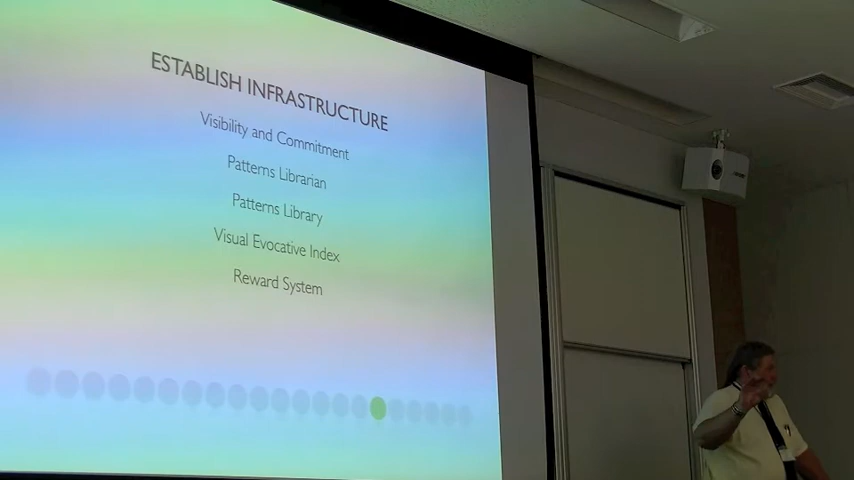 ESTABLISH INFRASTRUCTURE
Visibility and Commitment
Patterns Librarian
Patterns Library
Visual Evocative Index
Reward System